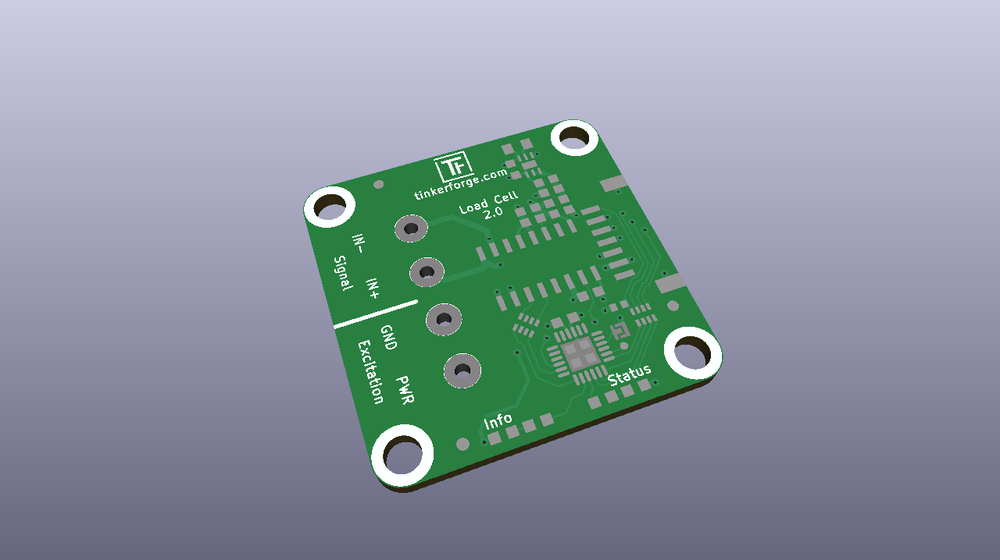 TF
tinkerforge.com
Load Cell
2.0
IN-
Signal
IN+
GND
Excitation
PWR
Info
Status